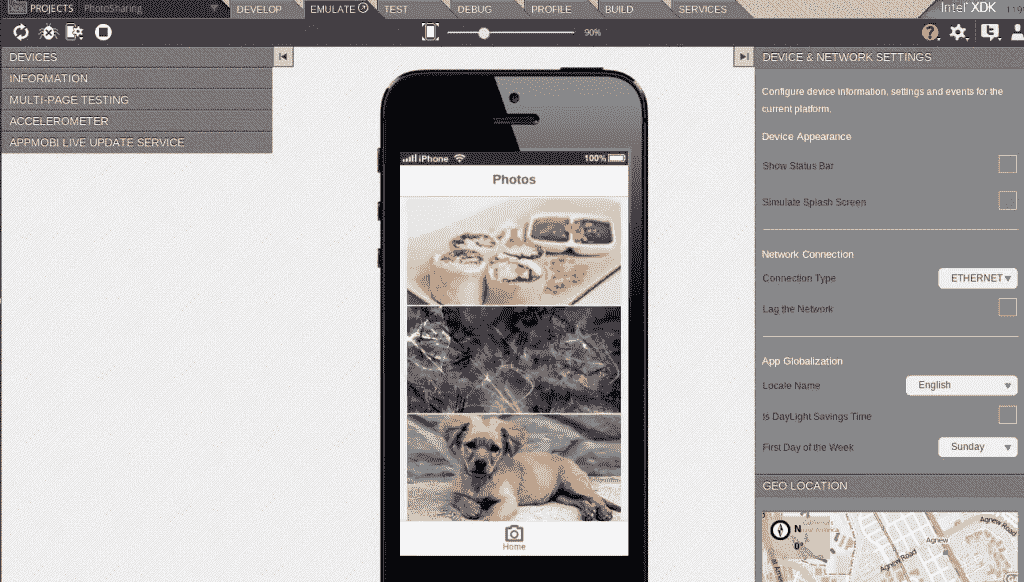 PROJECTS PhotoSharing
DEVELOP
EMULATE
TEST
DEBUG
PROFILE
BUILD
SERVICES
Intel XDK
90%
DEVICES
INFORMATION
MULTI-PAGE TESTING
ACCELEROMETER
APPMOBI LIVE UPDATE SERVICE
iPhone 100%
Photos
Home
DEVICE & NETWORK SETTINGS
Configure device information, settings and events for the
current platform.
Device Appearance
Show Status Bar
Simulate Splash Screen
Network Connection
Connection Type ETHERNET
Lag the Network
App Globalization
Locale Name English
Is DayLight Savings Time
First Day of the Week Sunday
GEO LOCATION
N
0°
Agnew Road
Agnew
Agnew Road